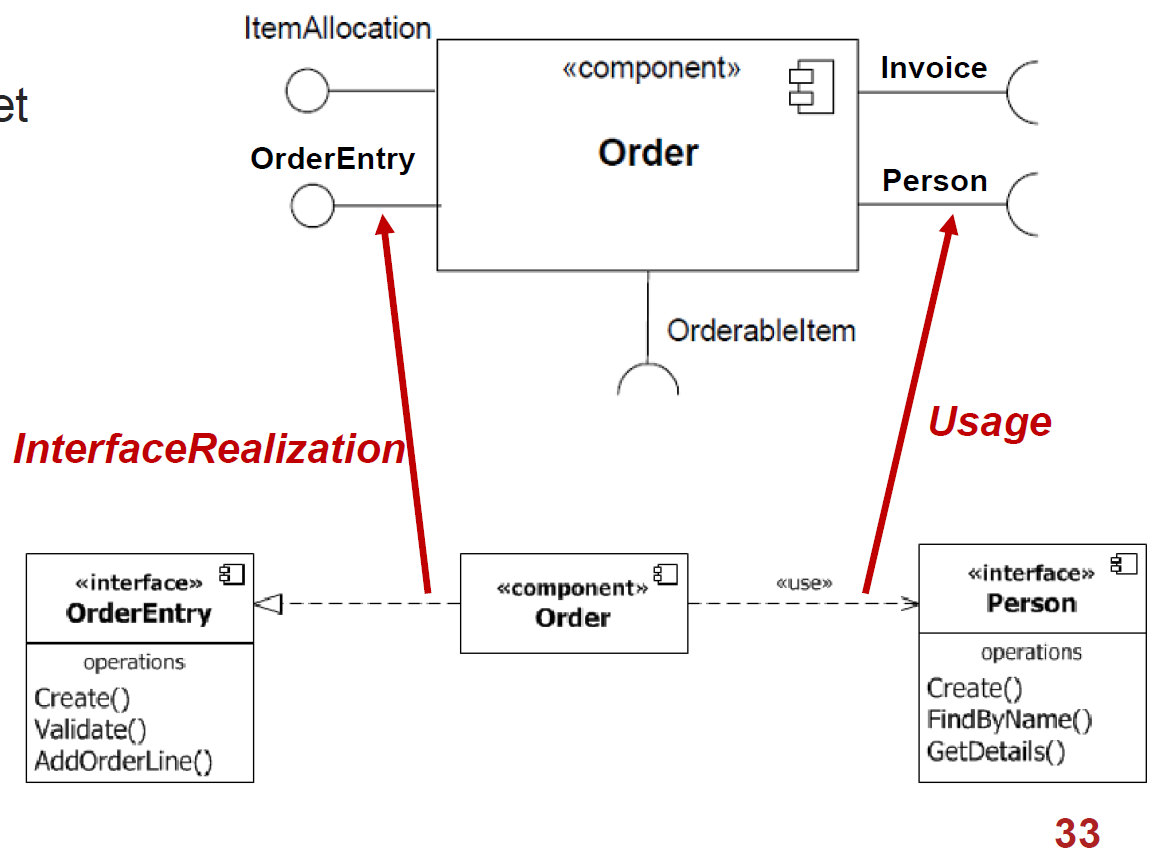 ItemAllocation
«component»
Invoice
et
Order
OrderEntry
Person
OrderableItem
Usage
InterfaceRealization
«interface»
OrderEntry
operations
Create()
Validate()
AddOrderLine()
«component»
Order
«use»
«interface»
Person
operations
Create()
FindByName()
GetDetails()
33